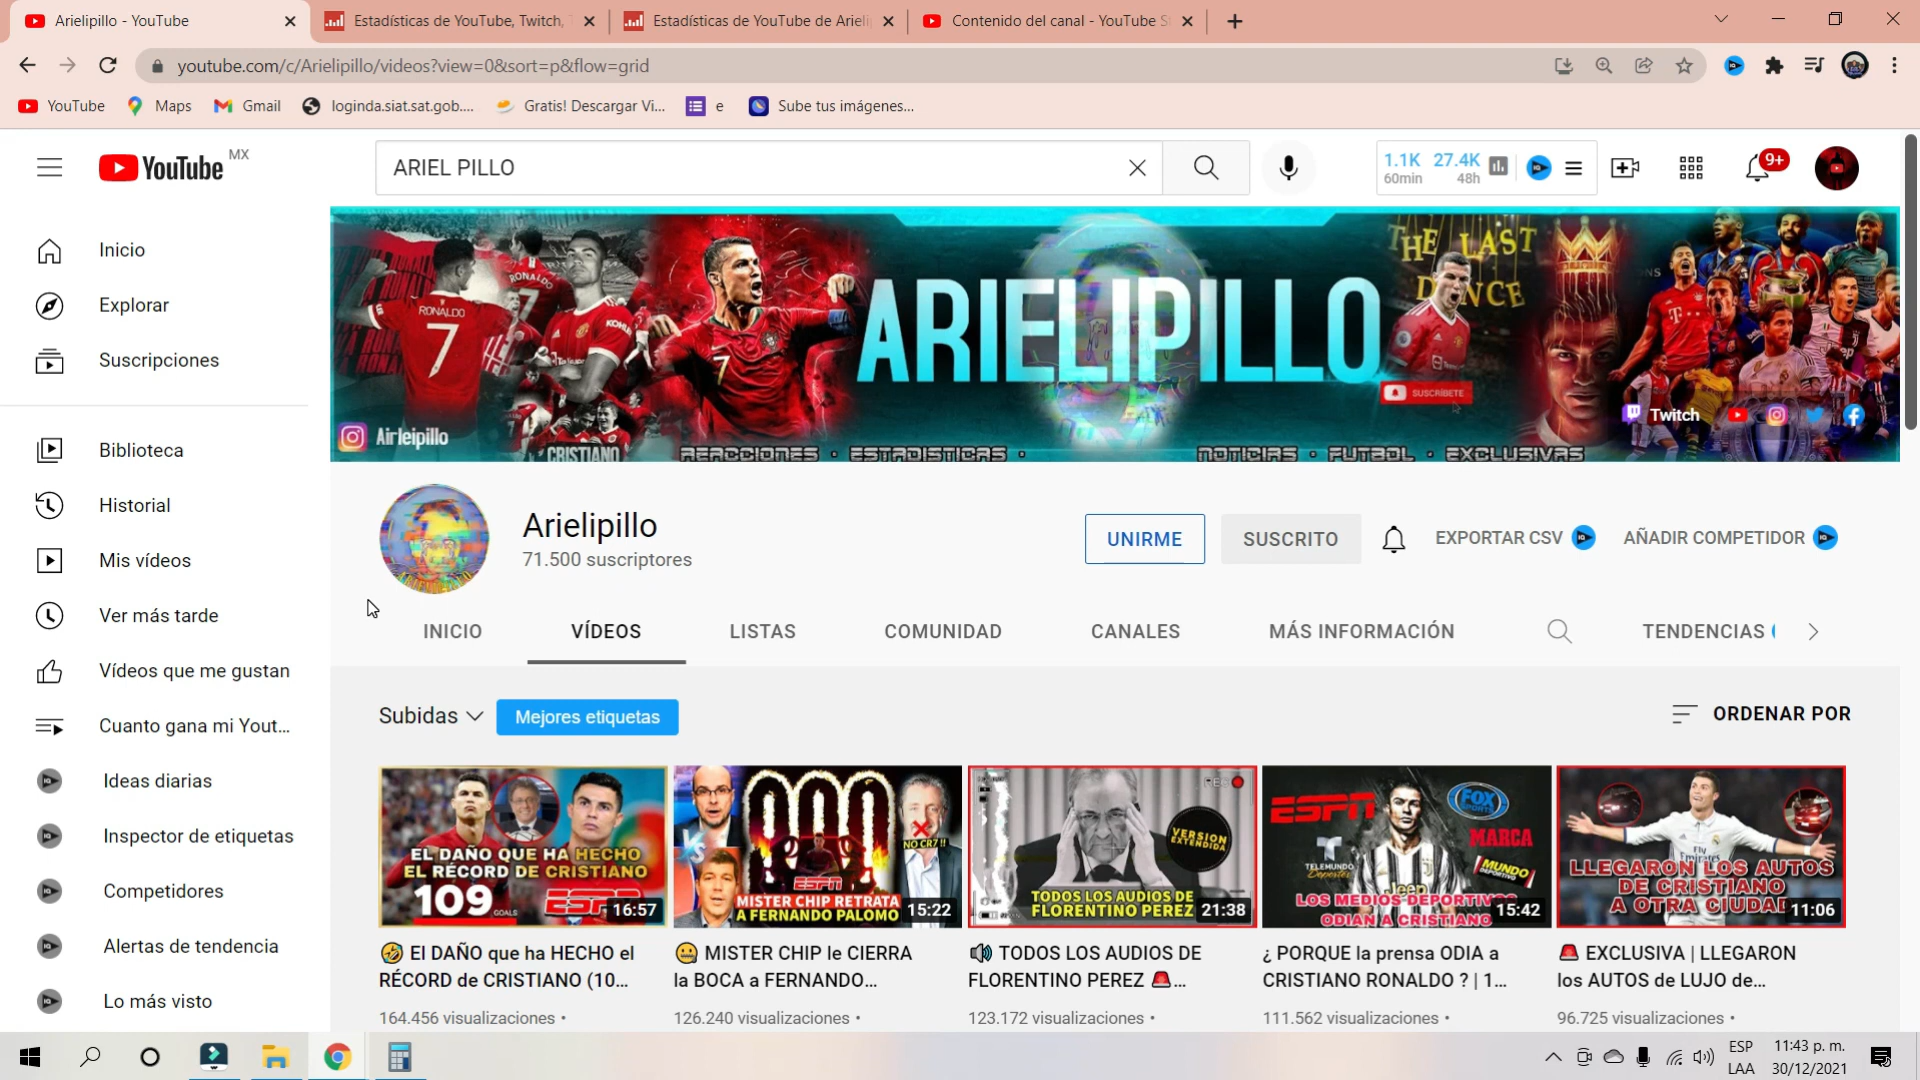 Arielipillo - YouTube
Estadísticas de YouTube, Twitch,
Estadísticas de YouTube de Arieli
Contenido del canal - YouTube S
youtube.com/c/Arielipillo/videos?view=0&sort=p&flow=grid
YouTube
Maps
Gmail
loginda.siat.sat.gob....
Gratis! Descargar Vi...
e
Sube tus imágenes...
YouTube MX
ARIEL PILLO
1.1K 27.4K
60min 48h
9+
Inicio
Explorar
Suscripciones
Biblioteca
Historial
Mis vídeos
Ver más tarde
Vídeos que me gustan
Cuanto gana mi Yout...
Ideas diarias
Inspector de etiquetas
Competidores
Alertas de tendencia
Lo más visto
RONALDO
7
RONALDO
7
ARIELIPILLO
THE LAST
DANCE
SUSCRÍBETE
Twitch
Airleipillo
CRISTIANO
REACCIONES · ESTADISTICAS ·
NOTICIAS · FUTBOL · EXCLUSIVAS
Arielipillo
71.500 suscriptores
UNIRME
SUSCRITO
EXPORTAR CSV
AÑADIR COMPETIDOR
INICIO
VÍDEOS
LISTAS
COMUNIDAD
CANALES
MÁS INFORMACIÓN
TENDENCIAS
Subidas
Mejores etiquetas
ORDENAR POR
EL DAÑO QUE HA HECHO
EL RÉCORD DE CRISTIANO
109 GOALS
ESPN
16:57
🤣 El DAÑO que ha HECHO el
RÉCORD de CRISTIANO (10...
164.456 visualizaciones •
VS
NO CR7 !!
ESPN
MISTER CHIP RETRATA
A FERNANDO PALOMO
15:22
🤐 MISTER CHIP le CIERRA
la BOCA a FERNANDO...
126.240 visualizaciones •
REC
VERSION
EXTENDIDA
TODOS LOS AUDIOS DE
FLORENTINO PEREZ
21:38
🔊 TODOS LOS AUDIOS DE
FLORENTINO PEREZ 🚨...
123.172 visualizaciones •
ESPN
FOX
SPORTS
MARCA
TELEMUNDO
Deportes
MUNDO
DEPORTIVO
Jeep
LOS MEDIOS DEPORTIVOS
ODIAN A CRISTIANO
15:42
¿ PORQUE la prensa ODIA a
CRISTIANO RONALDO ? | 1...
111.562 visualizaciones •
Fly
Emirates
LLEGARON LOS AUTOS
DE CRISTIANO
A OTRA CIUDAD
11:06
🚨 EXCLUSIVA | LLEGARON
los AUTOS de LUJO de...
96.725 visualizaciones •
ESP
LAA
11:43 p. m.
30/12/2021